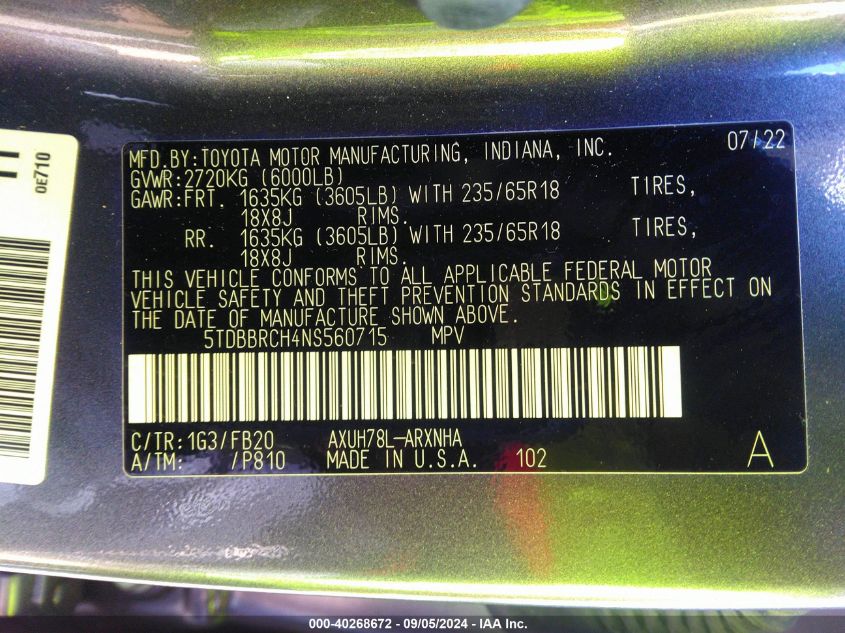 07/22
MFD.BY:TOYOTA MOTOR MANUFACTURING, INDIANA, INC.
GVWR:2720KG (6000LB)
GAWR:FRT. 1635KG (3605LB) WITH 235/65R18 TIRES,
18X8J RIMS.
RR. 1635KG (3605LB) WITH 235/65R18 TIRES,
18X8J RIMS.
THIS VEHICLE CONFORMS TO ALL APPLICABLE FEDERAL MOTOR
VEHICLE SAFETY AND THEFT PREVENTION STANDARDS IN EFFECT ON
THE DATE OF MANUFACTURE SHOWN ABOVE.
5TDBBRCH4NS560715 MPV
C/TR:1G3/FB20 AXUH78L-ARXNHA
A/TM: /P810 MADE IN U.S.A. 102 A
0E710
000-40268672 - 09/05/2024 - IAA Inc.